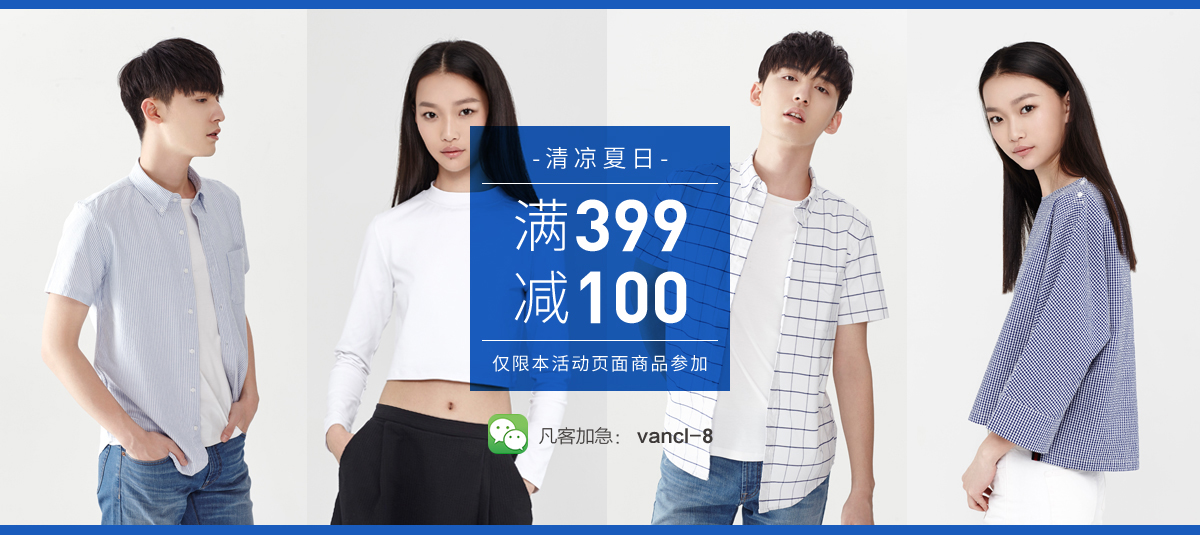 -清凉夏日-
满399
减100
仅限本活动页面商品参加
凡客加急： vancl-8